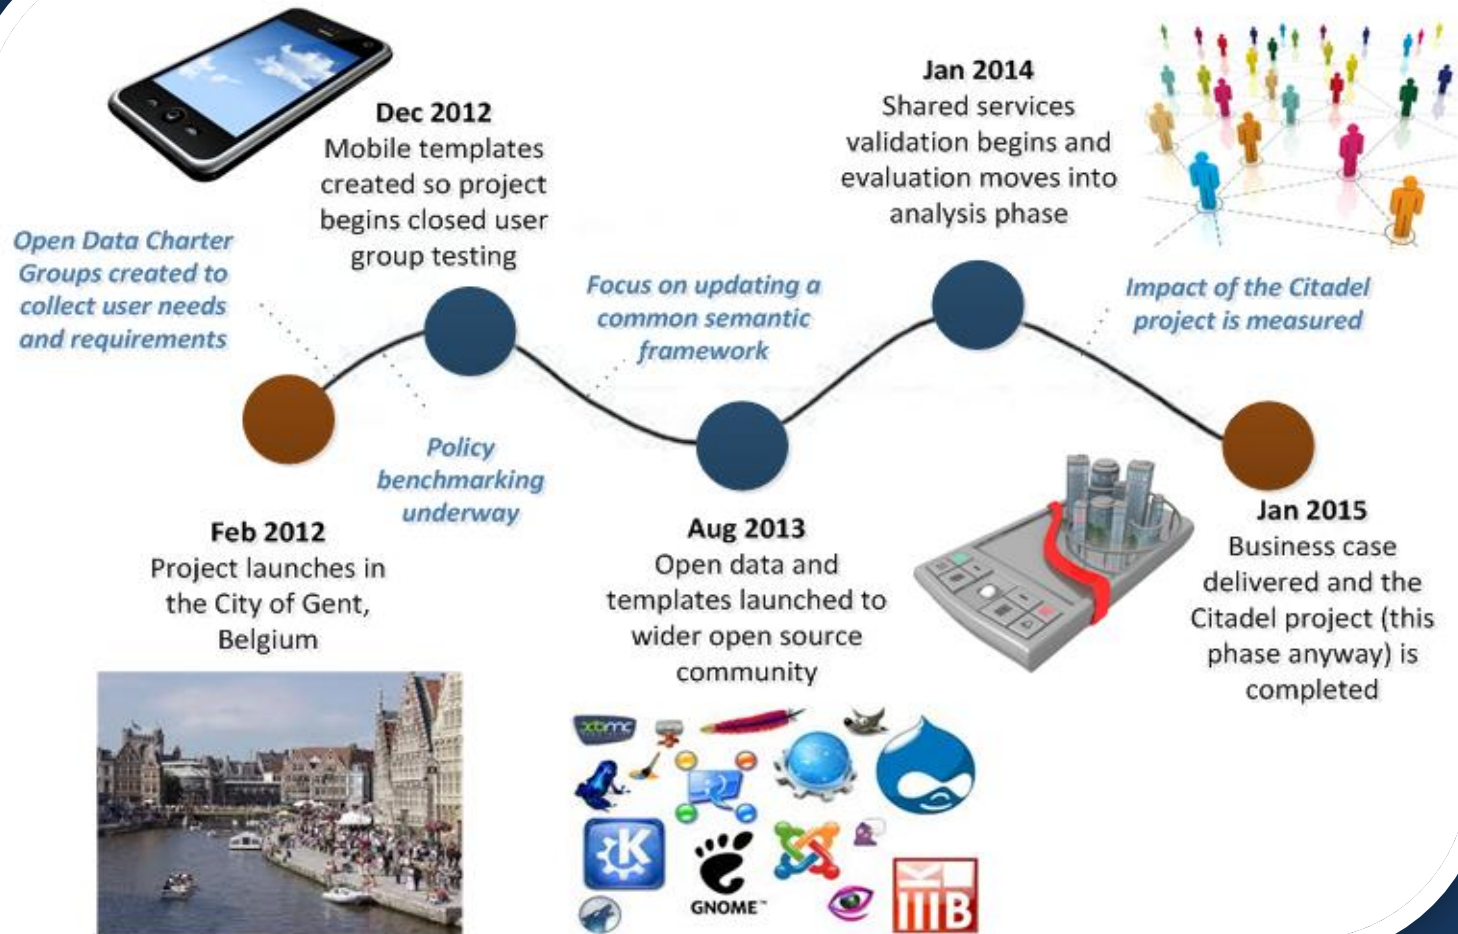 Dec 2012
Mobile templates
created so project
begins closed user
group testing
Jan 2014
Shared services
validation begins and
evaluation moves into
analysis phase
Open Data Charter
Groups created to
collect user needs
and requirements
Focus on updating a
common semantic
framework
Impact of the Citadel
project is measured
Policy
benchmarking
underway
Feb 2012
Project launches in
the City of Gent,
Belgium
Aug 2013
Open data and
templates launched to
wider open source
community
Jan 2015
Business case
delivered and the
Citadel project (this
phase anyway) is
completed
xbmc
K
GNOME™
K
B